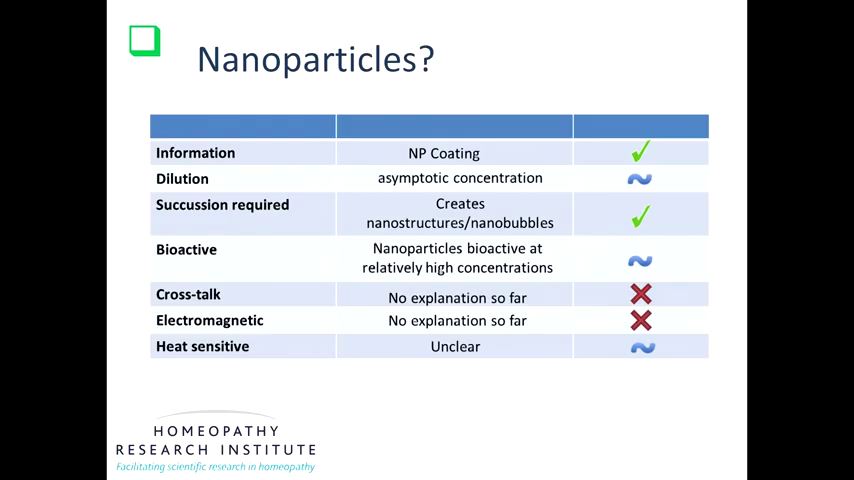 Nanoparticles?
Information NP Coating
Dilution asymptotic concentration
Succussion required Creates
nanostructures/nanobubbles
Bioactive Nanoparticles bioactive at
relatively high concentrations
Cross-talk No explanation so far
Electromagnetic No explanation so far
Heat sensitive Unclear
HOMEOPATHY
RESEARCH INSTITUTE
Facilitating scientific research in homeopathy